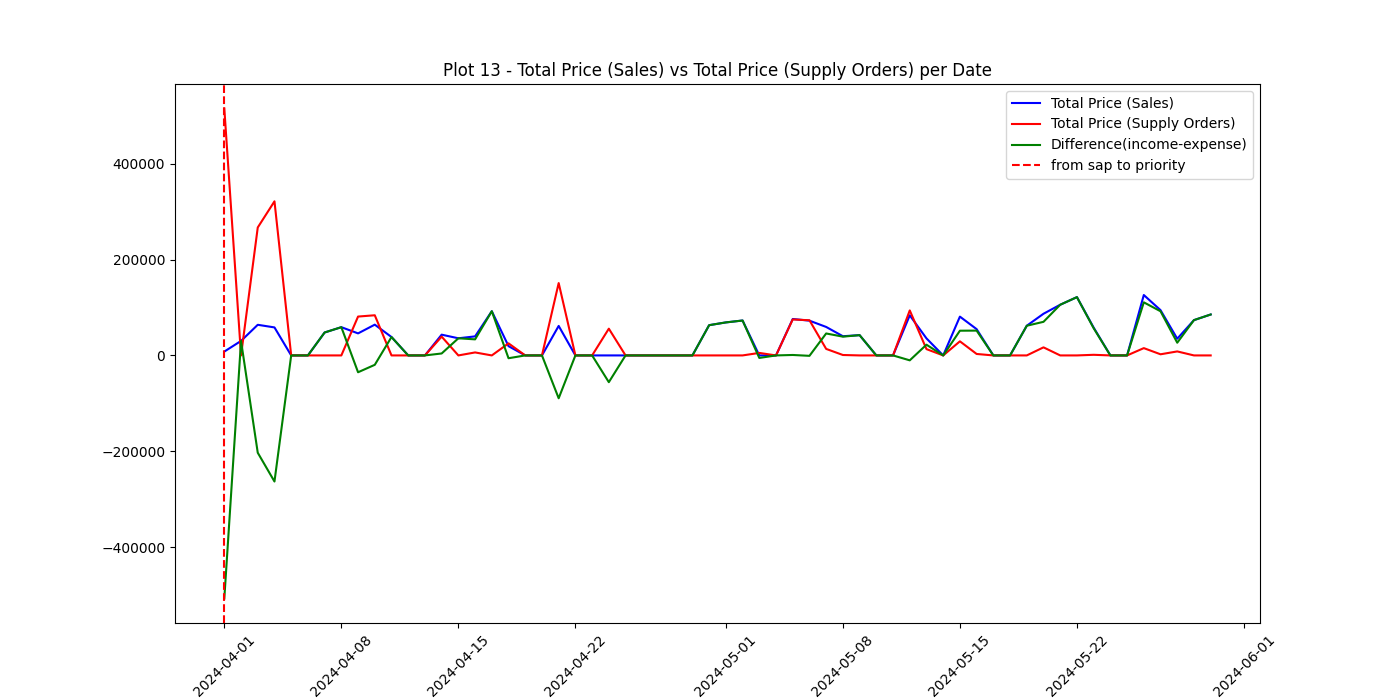 Plot 13 - Total Price (Sales) vs Total Price (Supply Orders) per Date
Total Price (Sales)
Total Price (Supply Orders)
Difference(income-expense)
from sap to priority
400000
200000
0
−200000
−400000
2024-04-01
2024-04-08
2024-04-15
2024-04-22
2024-05-01
2024-05-08
2024-05-15
2024-05-22
2024-06-01